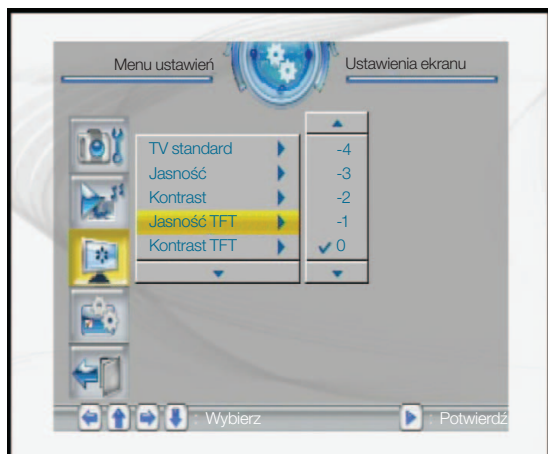 Menu ustawień
Ustawienia ekranu
TV standard
Jasność
Kontrast
Jasność TFT
Kontrast TFT
-4
-3
-2
-1
0
: Wybierz
: Potwierdź